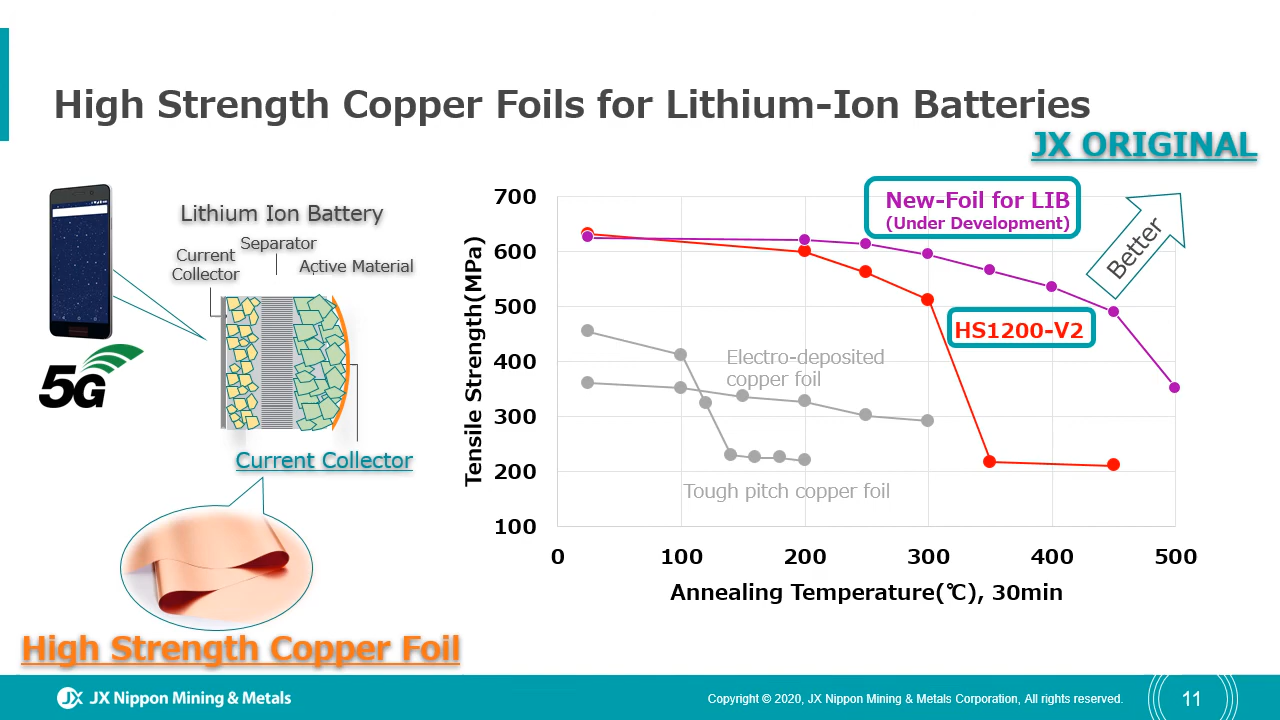 High Strength Copper Foils for Lithium-Ion Batteries
JX ORIGINAL
Lithium Ion Battery
Separator
Current
Collector
Active Material
5G
Current Collector
High Strength Copper Foil
700
600
500
400
300
200
100
Tensile Strength(MPa)
New-Foil for LIB
(Under Development)
Better
HS1200-V2
Electro-deposited
copper foil
Tough pitch copper foil
0
100
200
300
400
500
Annealing Temperature(℃), 30min
JX JX Nippon Mining & Metals
Copyright © 2020, JX Nippon Mining & Metals Corporation, All rights reserved.
11